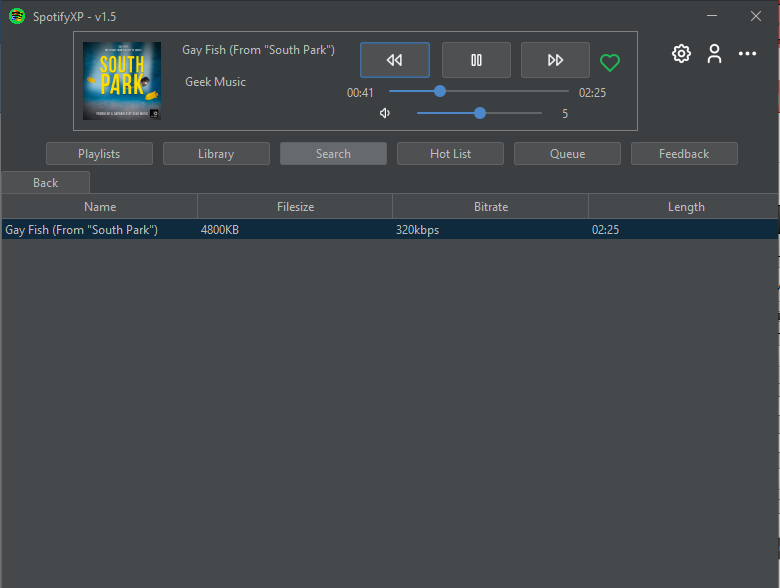 SpotifyXP - v1.5
SOUTH
PARK
Gay Fish (From "South Park")
Geek Music
00:41
02:25
5
Playlists
Library
Search
Hot List
Queue
Feedback
Back
Name
Filesize
Bitrate
Length
Gay Fish (From "South Park")
4800KB
320kbps
02:25